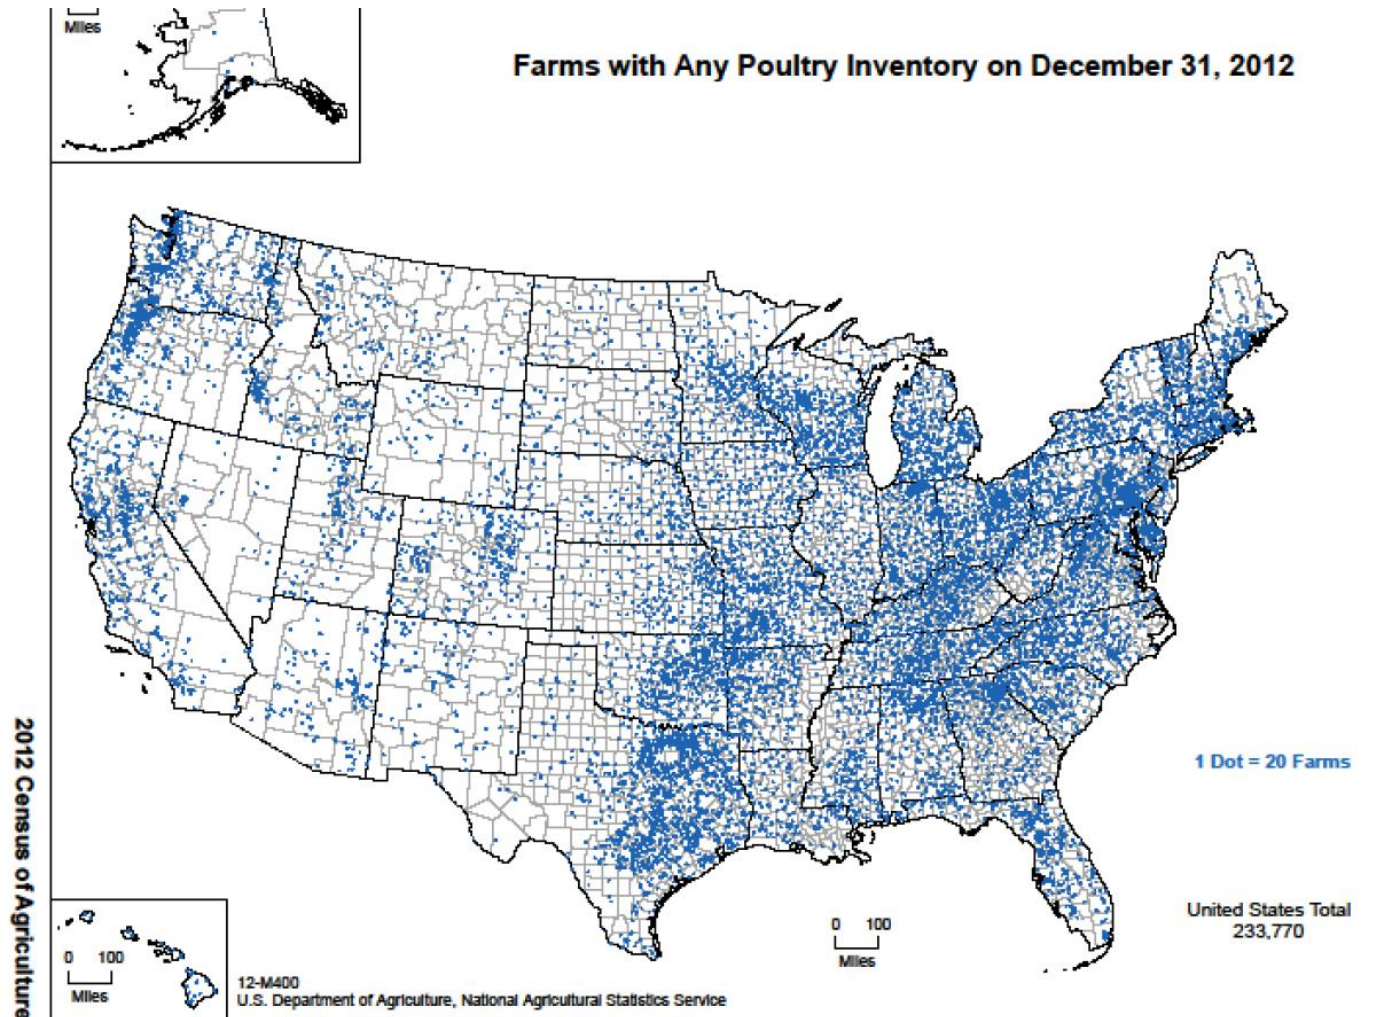 Miles
Farms with Any Poultry Inventory on December 31, 2012
2012 Census of Agriculture
1 Dot = 20 Farms
United States Total
233,770
0 100
Miles
0 100
Miles
12-M400
U.S. Department of Agriculture, National Agricultural Statistics Service